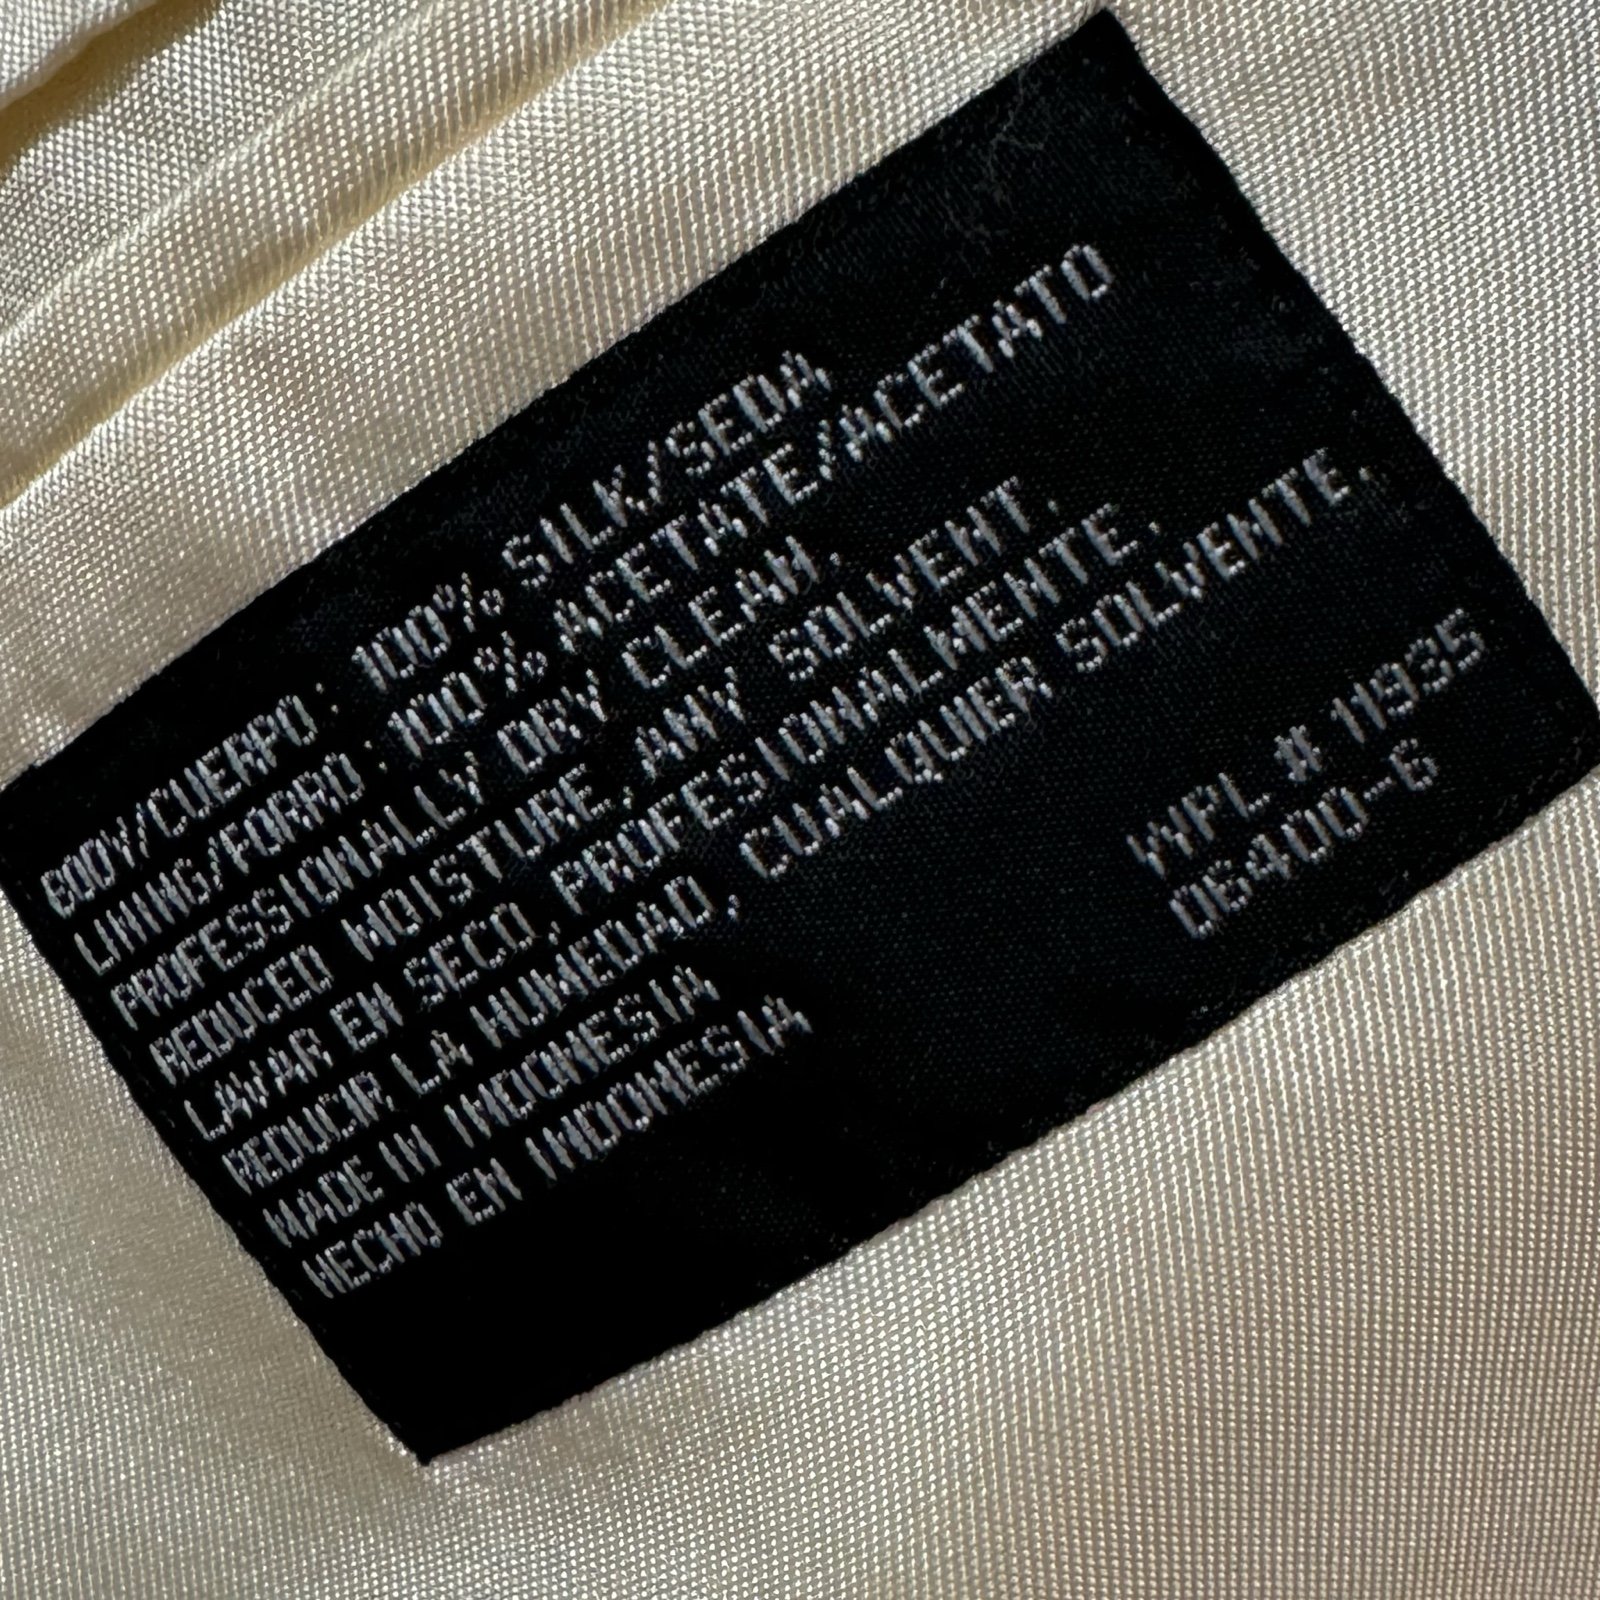 BODY/CUERPO: 100% SILK/SEDA
LINING/FORRO: 100% ACETATE/ACETATO
PROFESSIONALLY DRY CLEAN.
REDUCED MOISTURE, ANY SOLVENT.
LAVAR EN SECO, PROFESIONALMENTE.
REDUCIR LA HUMEDAD, CUALQUIER SOLVENTE.
MADE IN INDONESIA
HECHO EN INDONESIA
WPL # 11935
06400-6